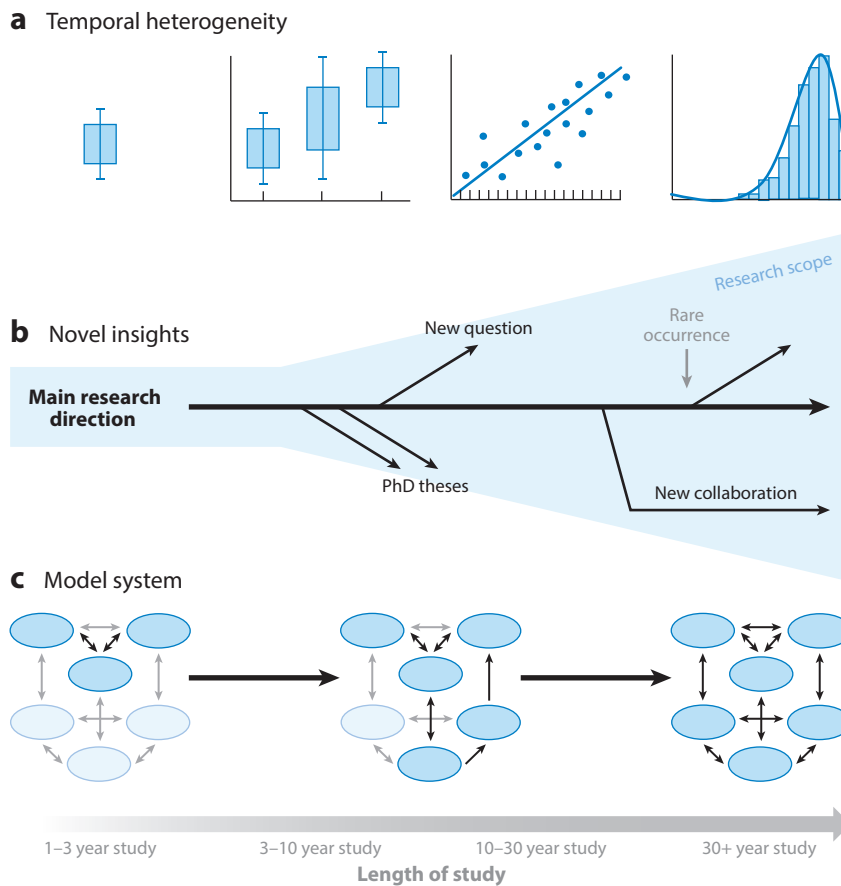 a Temporal heterogeneity
Research scope
b Novel insights
New question
Rare
occurrence
Main research
direction
PhD theses
New collaboration
c Model system
1–3 year study
3–10 year study
10–30 year study
30+ year study
Length of study